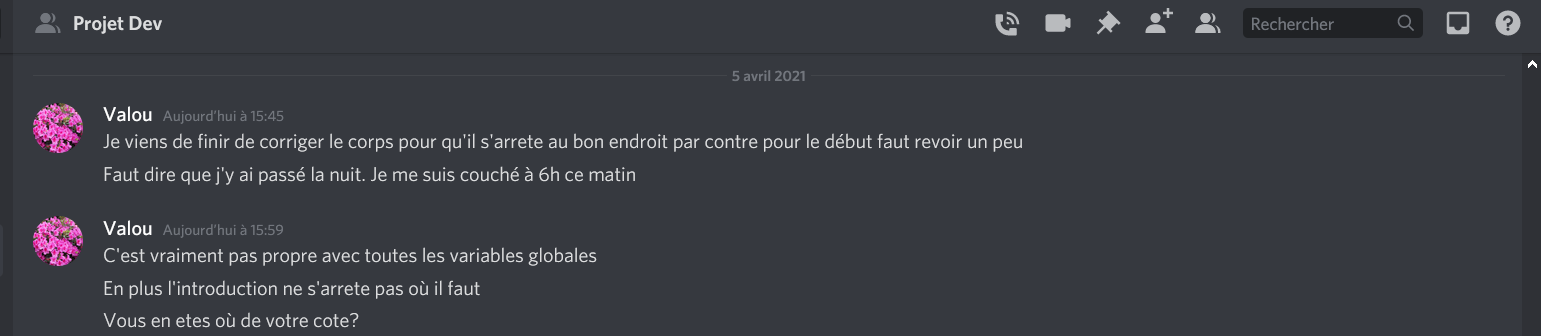 Projet Dev
Rechercher
5 avril 2021
Valou Aujourd'hui à 15:45
Je viens de finir de corriger le corps pour qu'il s'arrete au bon endroit par contre pour le début faut revoir un peu
Faut dire que j'y ai passé la nuit. Je me suis couché à 6h ce matin
Valou Aujourd'hui à 15:59
C'est vraiment pas propre avec toutes les variables globales
En plus l'introduction ne s'arrete pas où il faut
Vous en etes où de votre cote?